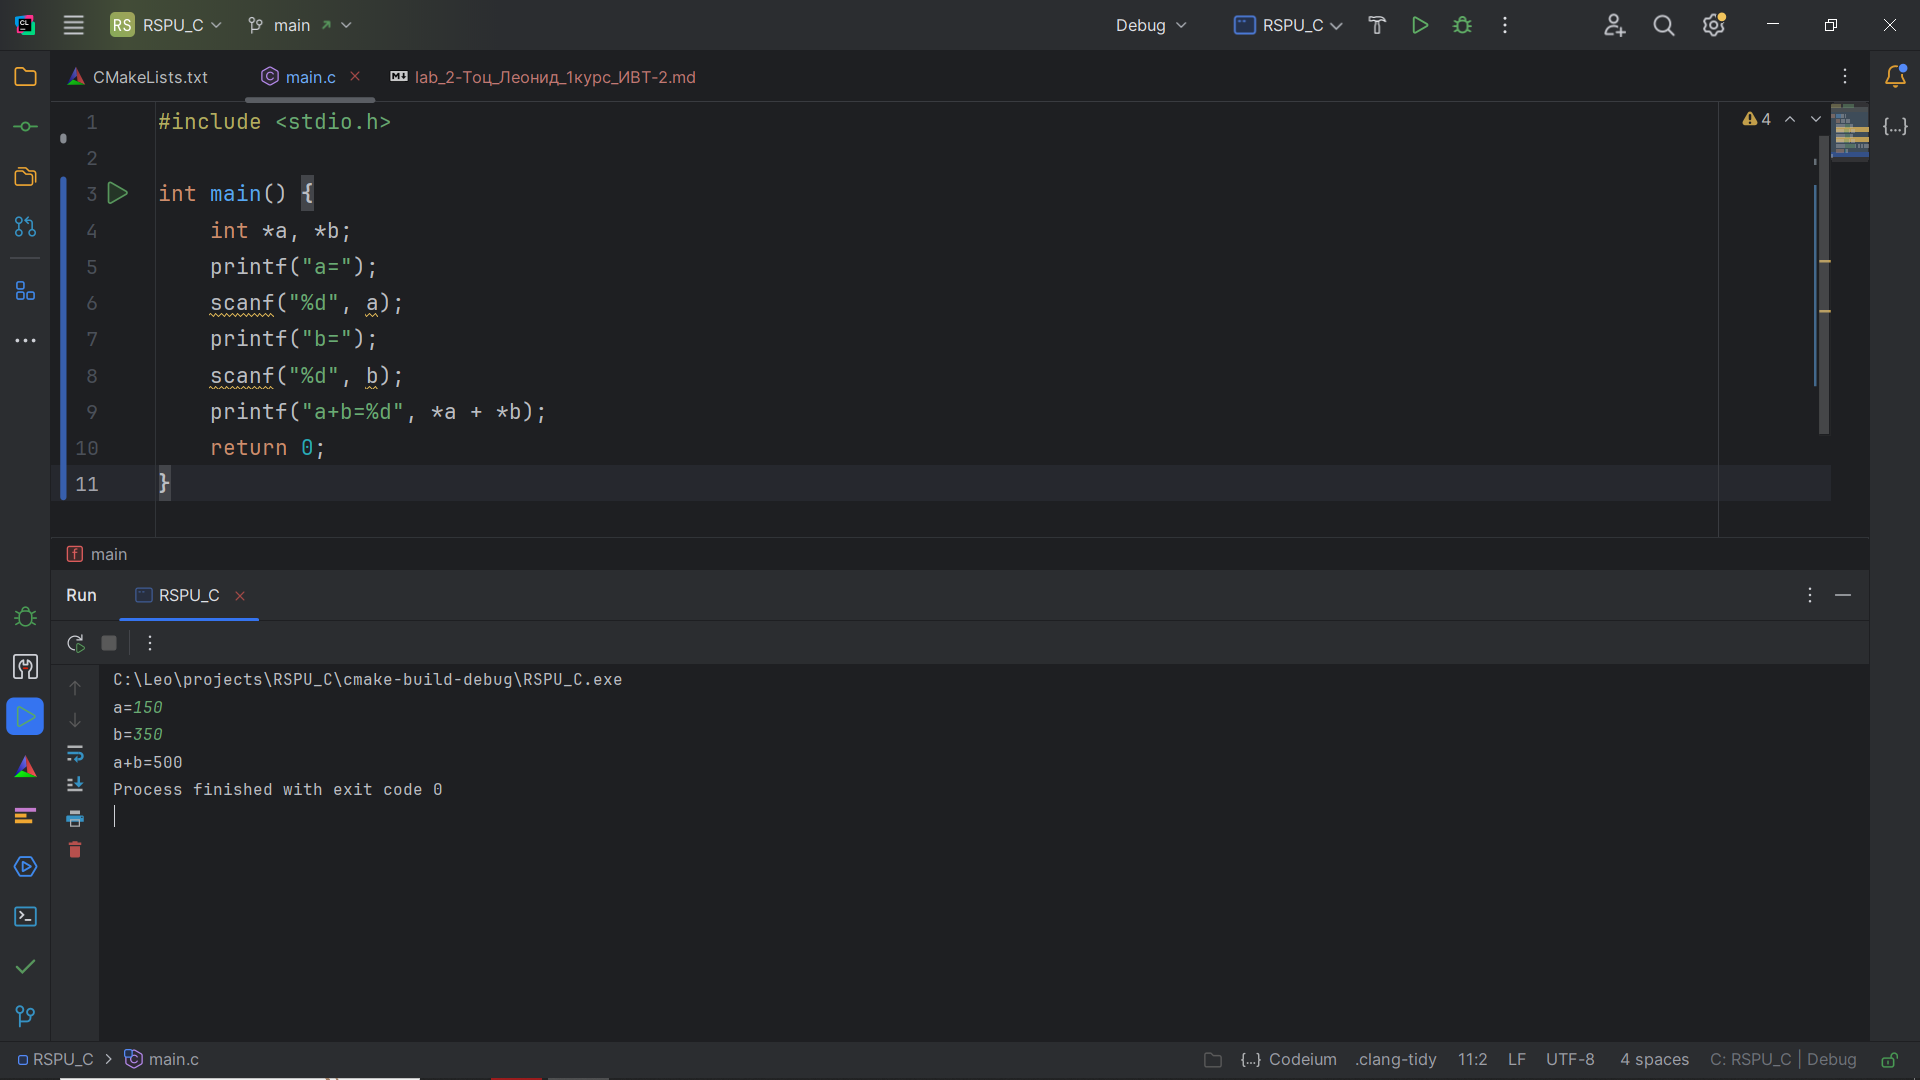 RS RSPU_C main Debug RSPU_C
CMakeLists.txt main.c lab_2-Тоц_Леонид_1курс_ИВТ-2.md
1 #include <stdio.h>
4
2
3 int main() {
4 int *a, *b;
5 printf("a=");
6 scanf("%d", a);
7 printf("b=");
8 scanf("%d", b);
9 printf("a+b=%d", *a + *b);
10 return 0;
11 }
f main
Run RSPU_C
C:\Leo\projects\RSPU_C\cmake-build-debug\RSPU_C.exe
a=150
b=350
a+b=500
Process finished with exit code 0
RSPU_C > main.c {...} Codeium .clang-tidy 11:2 LF UTF-8 4 spaces C: RSPU_C | Debug